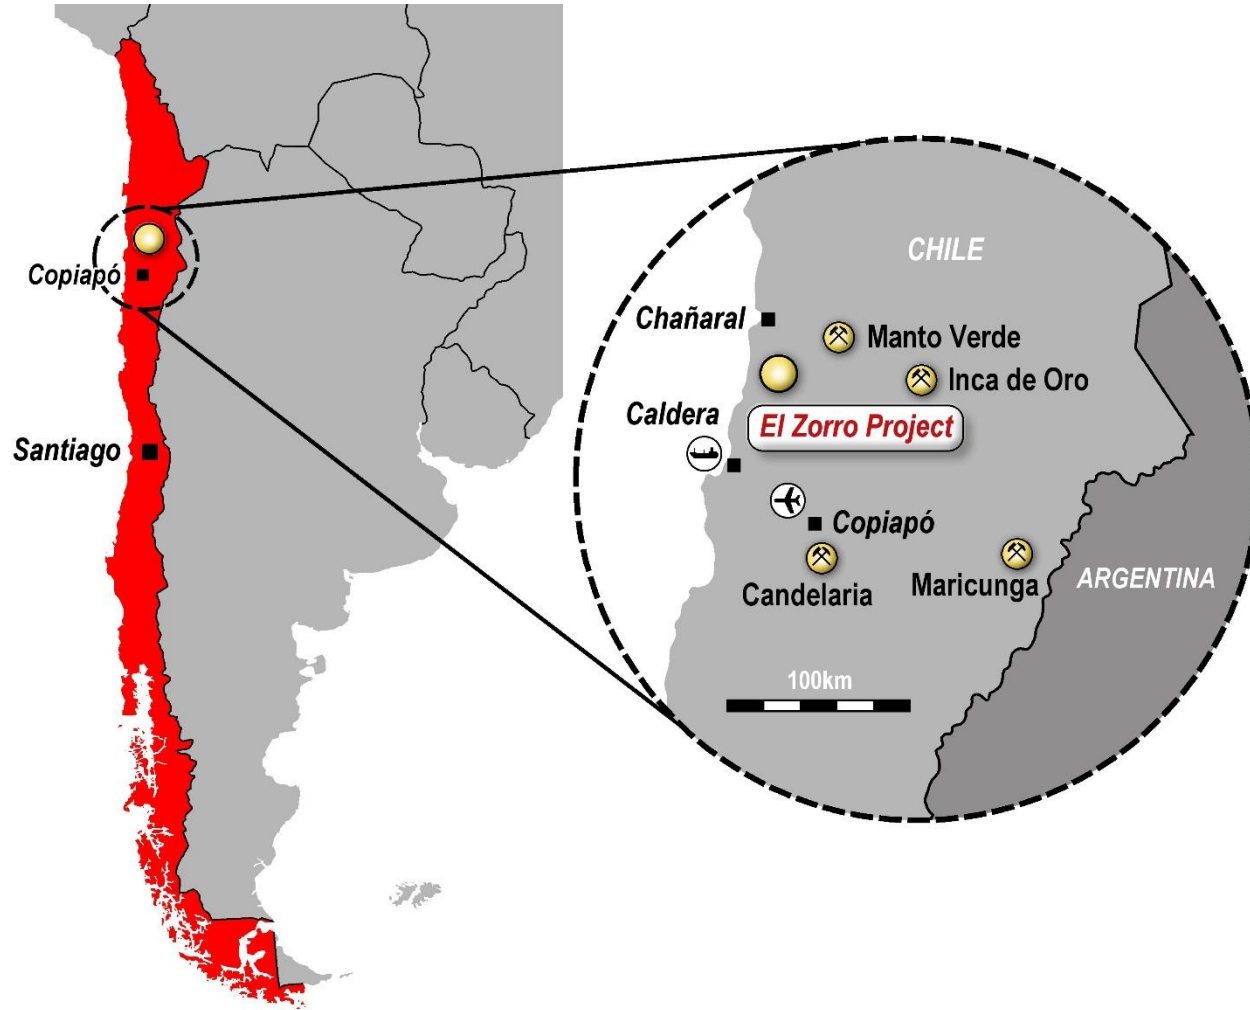 Copiapó
Santiago
CHILE
Chañaral
Manto Verde
Inca de Oro
Caldera
El Zorro Project
Copiapó
Candelaria
Maricunga
ARGENTINA
100km